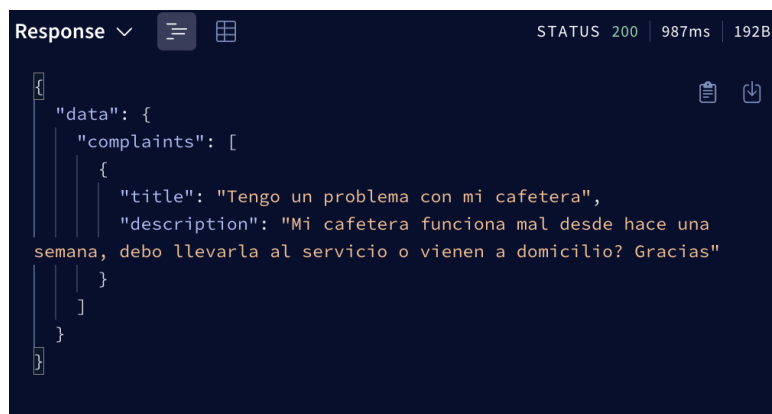 Response STATUS 200 987ms 192B
{
"data": {
"complaints": [
{
"title": "Tengo un problema con mi cafetera",
"description": "Mi cafetera funciona mal desde hace una
semana, debo llevarla al servicio o vienen a domicilio? Gracias"
}
]
}
}